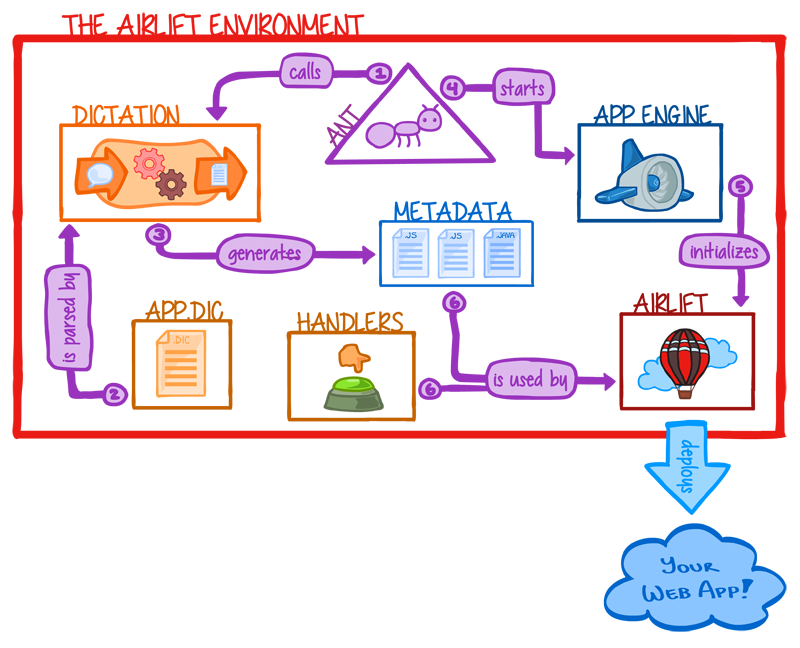 THE AIRLIFT ENVIRONMENT
calls
1
4
starts
DICTATION
ANT
APP ENGINE
METADATA
.JS
.JS
.JAVA
5
3
generates
initializes
is parsed by
APP.DIC
.DIC
HANDLERS
6
AIRLIFT
2
6
is used by
deploys
YOUR
WEB APP!